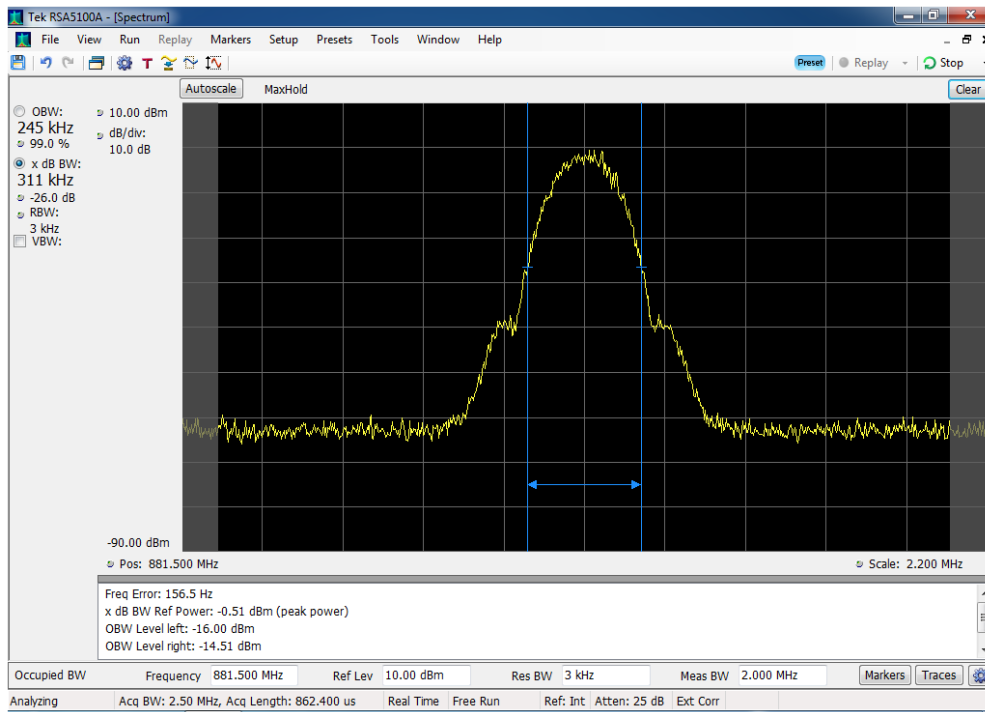 Tek RSA5100A - [Spectrum]
File View Run Replay Markers Setup Presets Tools Window Help
T Preset Replay Stop
Autoscale MaxHold Clear
OBW:
245 kHz
99.0 %
x dB BW:
311 kHz
-26.0 dB
RBW:
3 kHz
VBW:
10.00 dBm
dB/div:
10.0 dB
-90.00 dBm
Pos: 881.500 MHz Scale: 2.200 MHz
Freq Error: 156.5 Hz
x dB BW Ref Power: -0.51 dBm (peak power)
OBW Level left: -16.00 dBm
OBW Level right: -14.51 dBm
Occupied BW Frequency 881.500 MHz Ref Lev 10.00 dBm Res BW 3 kHz Meas BW 2.000 MHz Markers Traces
Analyzing Acq BW: 2.50 MHz, Acq Length: 862.400 us Real Time Free Run Ref: Int Atten: 25 dB Ext Corr